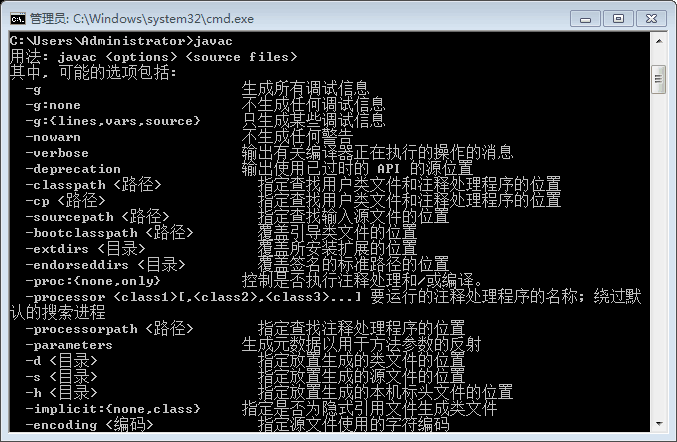 管理员: C:\Windows\system32\cmd.exe
C:\Users\Administrator>javac
用法: javac <options> <source files>
其中, 可能的选项包括:
-g 生成所有调试信息
-g:none 不生成任何调试信息
-g:{lines,vars,source} 只生成某些调试信息
-nowarn 不生成任何警告
-verbose 输出有关编译器正在执行的操作的消息
-deprecation 输出使用已过时的 API 的源位置
-classpath <路径> 指定查找用户类文件和注释处理程序的位置
-cp <路径> 指定查找用户类文件和注释处理程序的位置
-sourcepath <路径> 指定查找输入源文件的位置
-bootclasspath <路径> 覆盖引导类文件的位置
-extdirs <目录> 覆盖所安装扩展的位置
-endorseddirs <目录> 覆盖签名的标准路径的位置
-proc:{none,only} 控制是否执行注释处理和/或编译。
-processor <class1>[,<class2>,<class3>...] 要运行的注释处理程序的名称; 绕过默
认的搜索进程
-processorpath <路径> 指定查找注释处理程序的位置
-parameters 生成元数据以用于方法参数的反射
-d <目录> 指定放置生成的类文件的位置
-s <目录> 指定放置生成的源文件的位置
-h <目录> 指定放置生成的本机标头文件的位置
-implicit:{none,class} 指定是否为隐式引用文件生成类文件
-encoding <编码> 指定源文件使用的字符编码